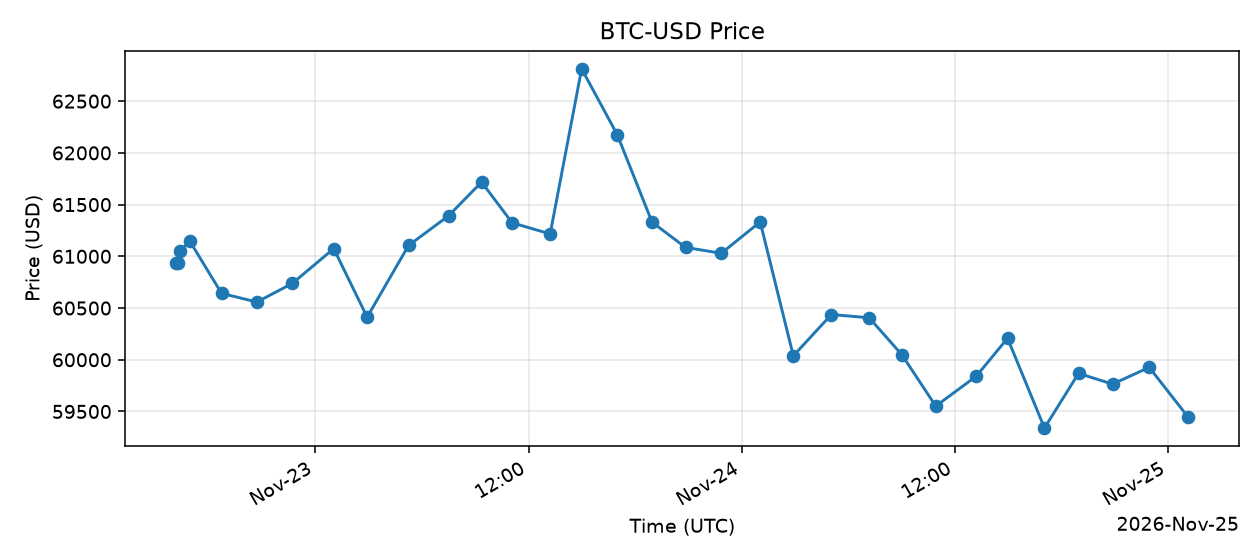 BTC-USD Price
Price (USD)
62500
62000
61500
61000
60500
60000
59500
Nov-23
12:00
Nov-24
12:00
Nov-25
Time (UTC)
2026-Nov-25